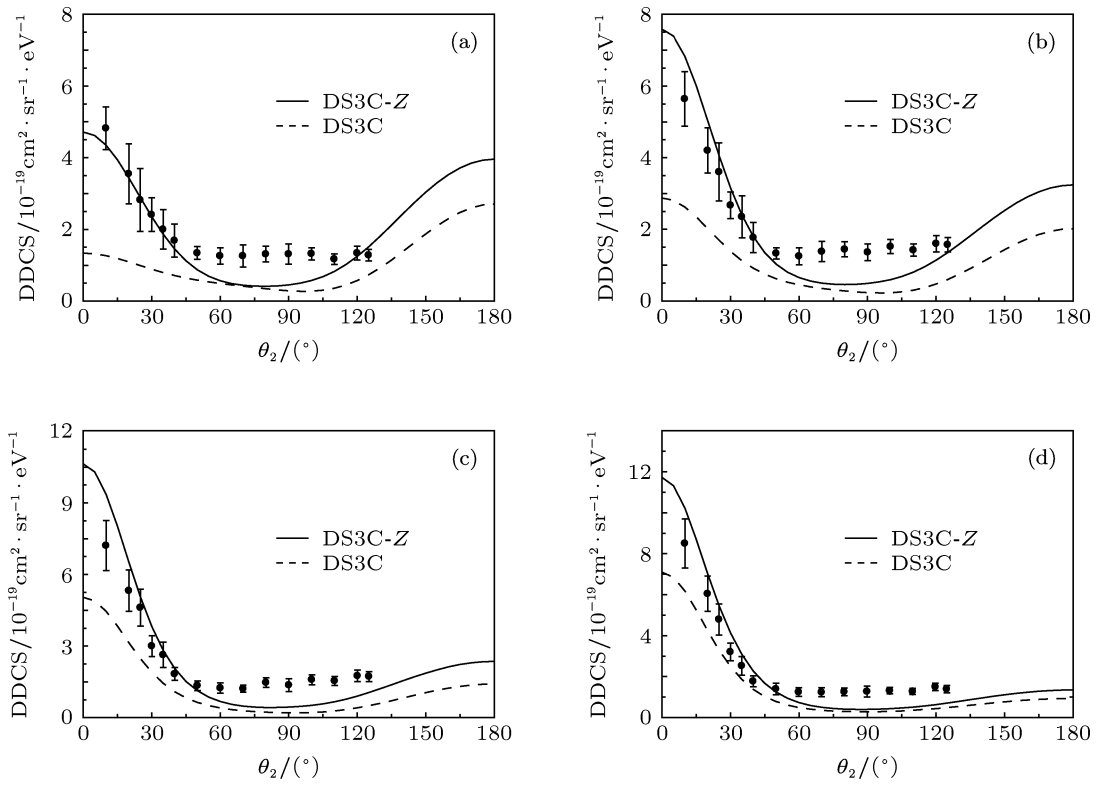 8
6
4
2
0
DDCS/10⁻¹⁹cm²·sr⁻¹·eV⁻¹
(a)
DS3C-Z
DS3C
0 30 60 90 120 150 180
θ₂/(°)
8
6
4
2
0
DDCS/10⁻¹⁹cm²·sr⁻¹·eV⁻¹
(b)
DS3C-Z
DS3C
0 30 60 90 120 150 180
θ₂/(°)
12
9
6
3
0
DDCS/10⁻¹⁹cm²·sr⁻¹·eV⁻¹
(c)
DS3C-Z
DS3C
0 30 60 90 120 150 180
θ₂/(°)
12
8
4
0
DDCS/10⁻¹⁹cm²·sr⁻¹·eV⁻¹
(d)
DS3C-Z
DS3C
0 30 60 90 120 150 180
θ₂/(°)